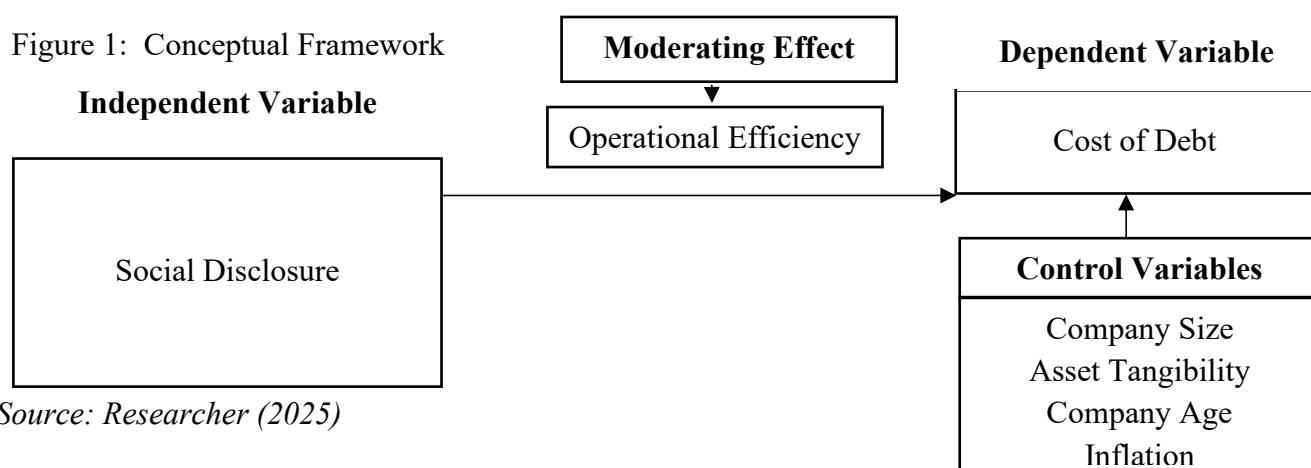 Figure 1: Conceptual Framework
Independent Variable
Social Disclosure
Moderating Effect
Operational Efficiency
Dependent Variable
Cost of Debt
Control Variables
Company Size
Asset Tangibility
Company Age
Inflation
Source: Researcher (2025)